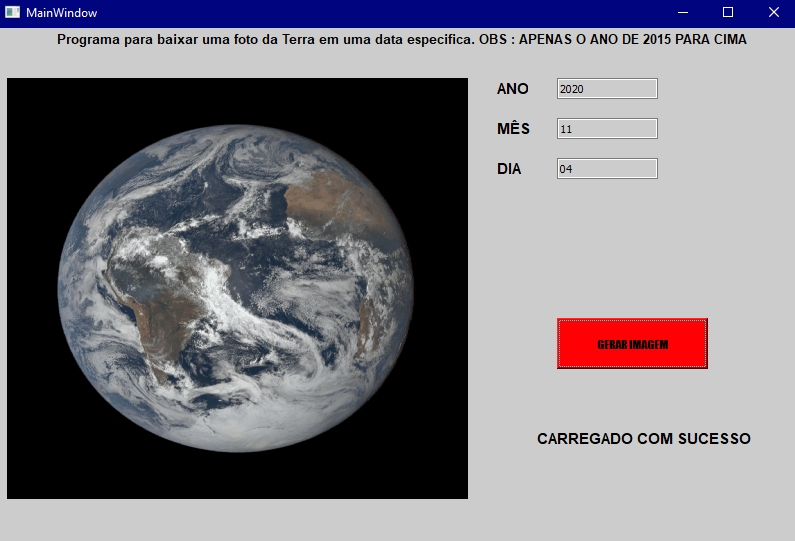 MainWindow
Programa para baixar uma foto da Terra em uma data especifica. OBS : APENAS O ANO DE 2015 PARA CIMA
ANO 2020
MÊS 11
DIA 04
GERAR IMAGEM
CARREGADO COM SUCESSO